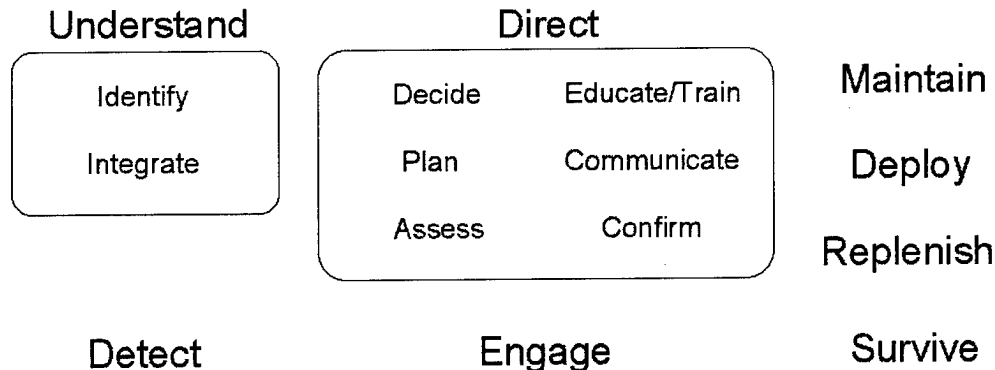 Understand
Identify
Integrate
Direct
Decide Educate/Train
Plan Communicate
Assess Confirm
Maintain
Deploy
Replenish
Detect
Engage
Survive